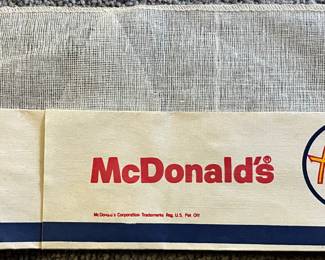 McDonald's®
McDonald's Corporation Trademarks Reg. U.S. Pat. Off.